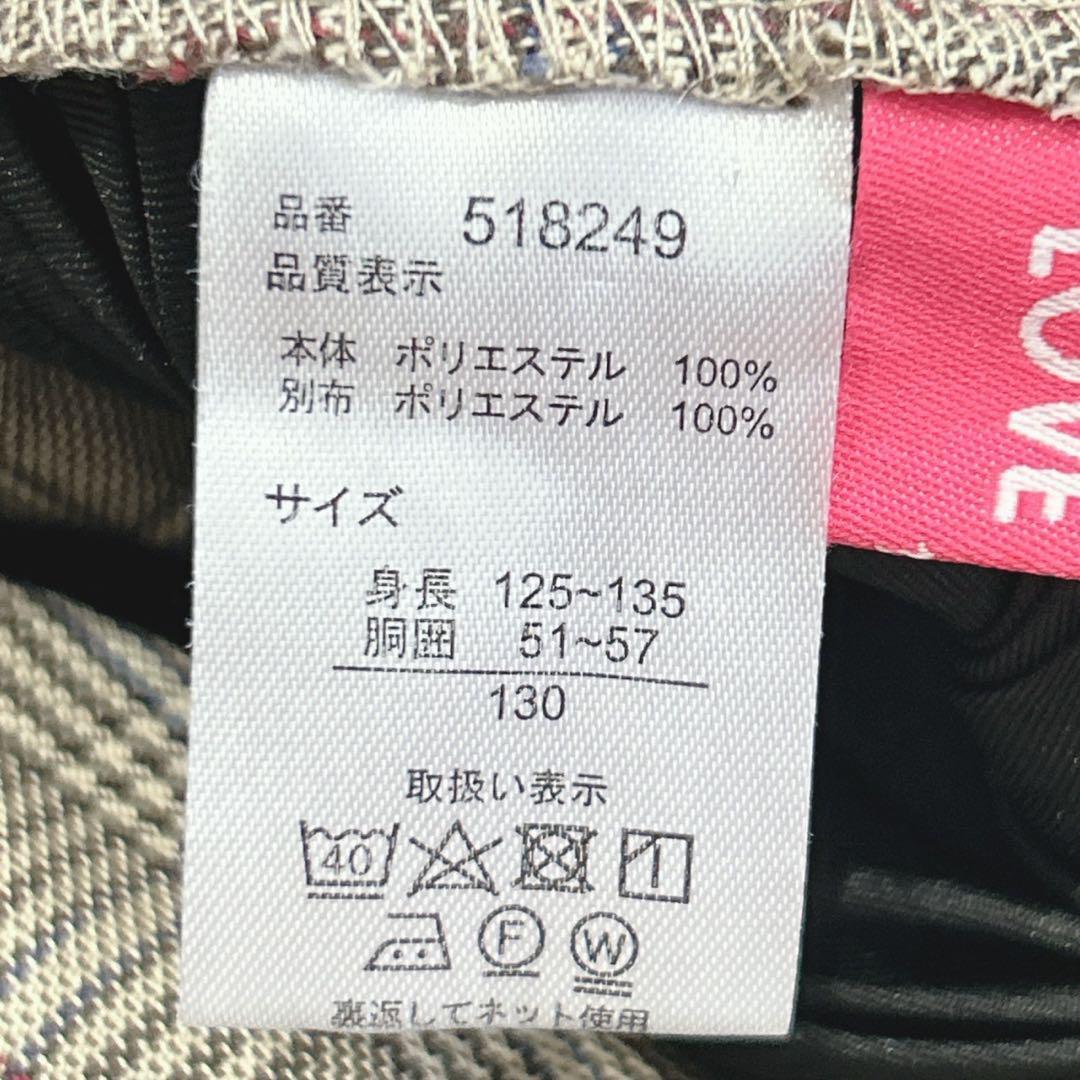 品番 518249
品質表示
本体 ポリエステル 100%
別布 ポリエステル 100%
サイズ
身長 125~135
胴囲 51~57
130
取扱い表示
40
F W
裏返してネット使用
LOVE